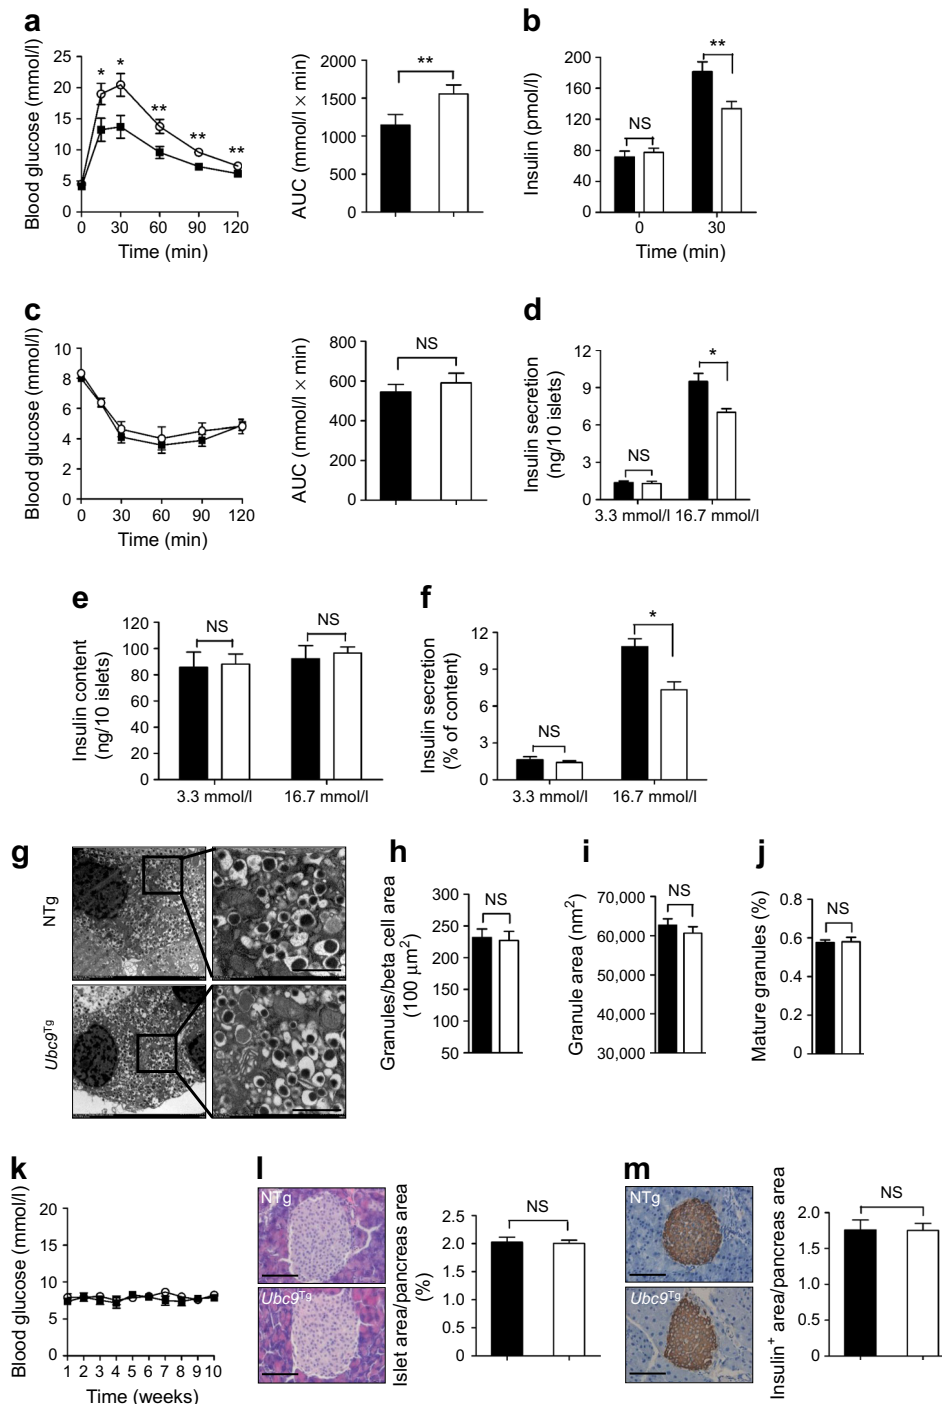 a
Blood glucose (mmol/l)
25
20
15
10
5
0
* * ** ** **
0 30 60 90 120
Time (min)
AUC (mmol/l × min)
2000
1500
1000
500
0
**
b
Insulin (pmol/l)
200
160
120
80
40
0
NS
**
0 30
Time (min)
c
Blood glucose (mmol/l)
10
8
6
4
2
0
0 30 60 90 120
Time (min)
AUC (mmol/l × min)
800
600
400
200
0
NS
d
Insulin secretion
(ng/10 islets)
12
9
6
3
0
NS
*
3.3 mmol/l 16.7 mmol/l
e
Insulin content
(ng/10 islets)
120
100
80
60
40
20
0
NS
NS
3.3 mmol/l 16.7 mmol/l
f
Insulin secretion
(% of content)
12
9
6
3
0
NS
*
3.3 mmol/l 16.7 mmol/l
g
NTg
Ubc9Tg
h
Granules/beta cell area
(100 μm²)
300
250
200
150
100
50
NS
i
Granule area (nm²)
70,000
60,000
50,000
40,000
30,000
NS
j
Mature granules (%)
0.8
0.6
0.4
0.2
0
NS
k
Blood glucose (mmol/l)
20
15
10
5
0
1 2 3 4 5 6 7 8 9 10
Time (weeks)
l
NTg
Ubc9Tg
Islet area/pancreas area
(%)
2.5
2.0
1.5
1.0
0.5
0
NS
m
NTg
Ubc9Tg
Insulin⁺ area/pancreas area
2.0
1.5
1.0
0.5
0
NS